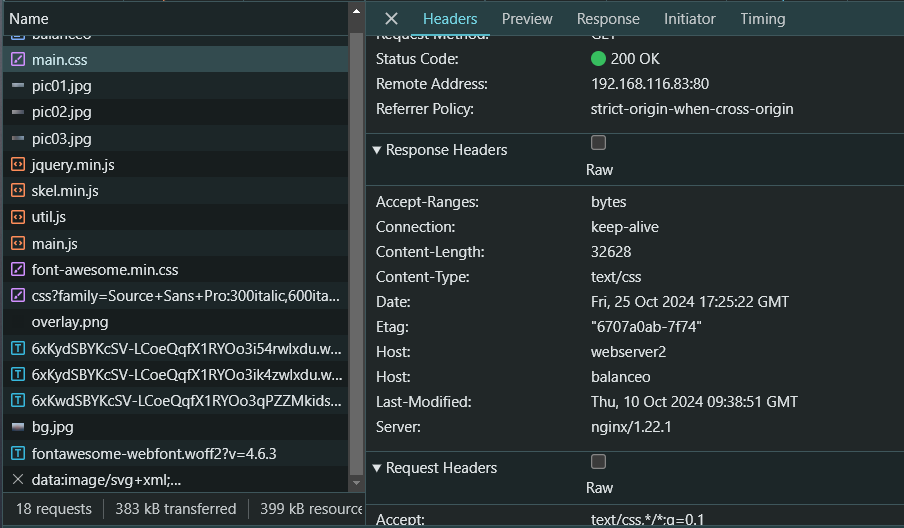 Name
balanceo
main.css
pic01.jpg
pic02.jpg
pic03.jpg
jquery.min.js
skel.min.js
util.js
main.js
font-awesome.min.css
css?family=Source+Sans+Pro:300italic,600ita...
overlay.png
6xKydSBYKcSV-LCoeQqfX1RYOo3i54rwlxdu.w...
6xKydSBYKcSV-LCoeQqfX1RYOo3ik4zwlxdu.w...
6xKwdSBYKcSV-LCoeQqfX1RYOo3qPZZMkids...
bg.jpg
fontawesome-webfont.woff2?v=4.6.3
data:image/svg+xml;...
18 requests
383 kB transferred
399 kB resource
Headers
Preview
Response
Initiator
Timing
Request Method: GET
Status Code: 200 OK
Remote Address: 192.168.116.83:80
Referrer Policy: strict-origin-when-cross-origin
Response Headers
Raw
Accept-Ranges: bytes
Connection: keep-alive
Content-Length: 32628
Content-Type: text/css
Date: Fri, 25 Oct 2024 17:25:22 GMT
Etag: "6707a0ab-7f74"
Host: webserver2
Host: balanceo
Last-Modified: Thu, 10 Oct 2024 09:38:51 GMT
Server: nginx/1.22.1
Request Headers
Raw
Accept: text/css,*/*;q=0.1